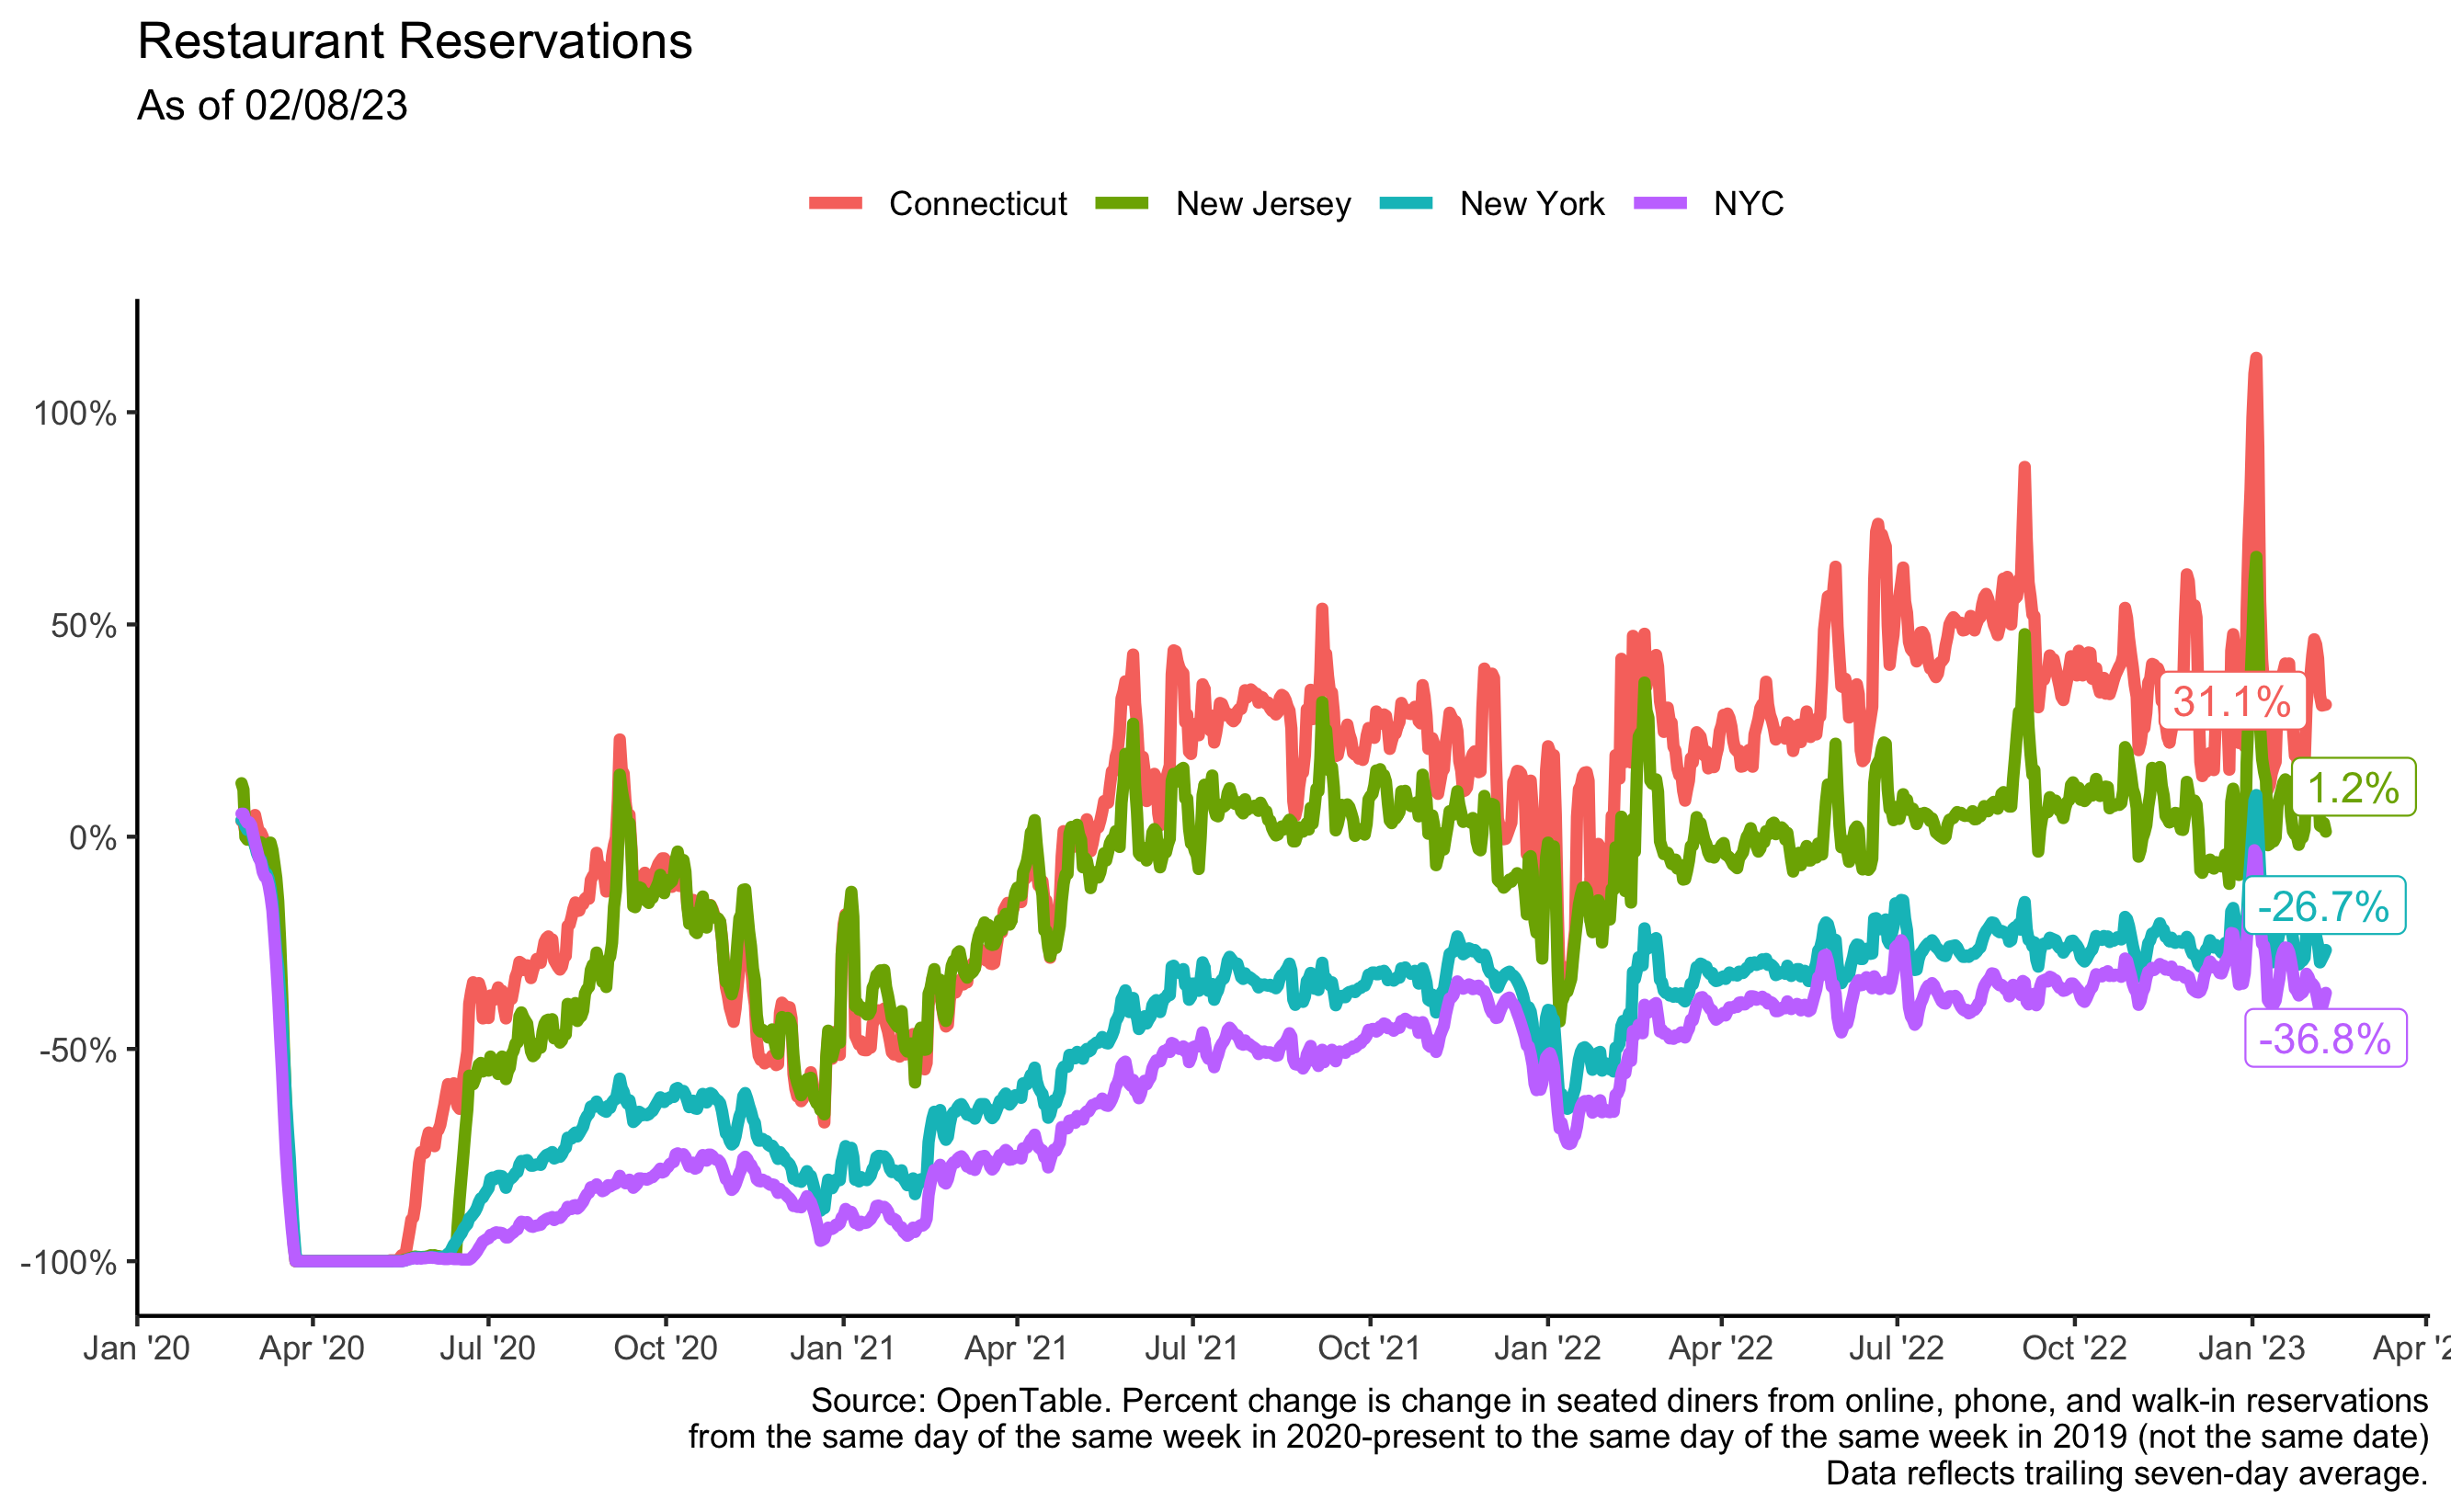 Restaurant Reservations
As of 02/08/23
Connecticut New Jersey New York NYC
100%
50%
0%
-50%
-100%
31.1%
1.2%
-26.7%
-36.8%
Jan '20 Apr '20 Jul '20 Oct '20 Jan '21 Apr '21 Jul '21 Oct '21 Jan '22 Apr '22 Jul '22 Oct '22 Jan '23 Apr '2
Source: OpenTable. Percent change is change in seated diners from online, phone, and walk-in reservations
from the same day of the same week in 2020-present to the same day of the same week in 2019 (not the same date)
Data reflects trailing seven-day average.